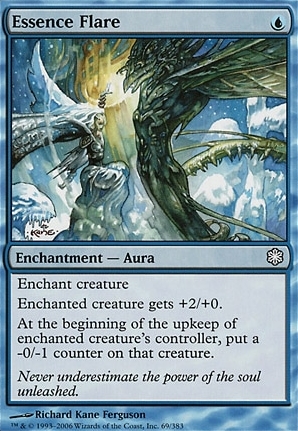 Essence Flare
KANE.
Enchantment — Aura
Enchant creature
Enchanted creature gets +2/+0.
At the beginning of the upkeep of
enchanted creature's controller, put a
-0/-1 counter on that creature.
Never underestimate the power of the soul
unleashed.
Richard Kane Ferguson
™ & © 1993–2006 Wizards of the Coast, Inc. 69/383